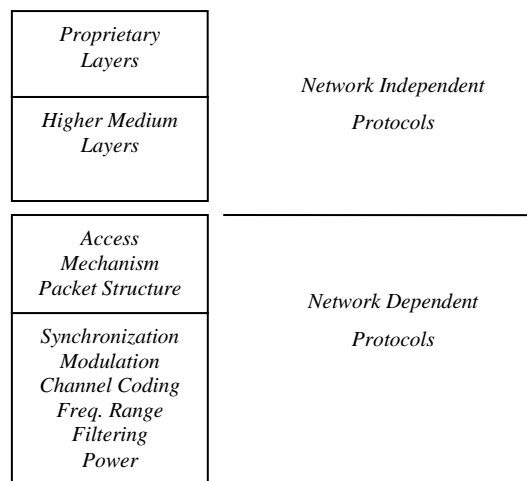 Proprietary
Layers
Higher Medium
Layers
Network Independent
Protocols
Access
Mechanism
Packet Structure
Synchronization
Modulation
Channel Coding
Freq. Range
Filtering
Power
Network Dependent
Protocols